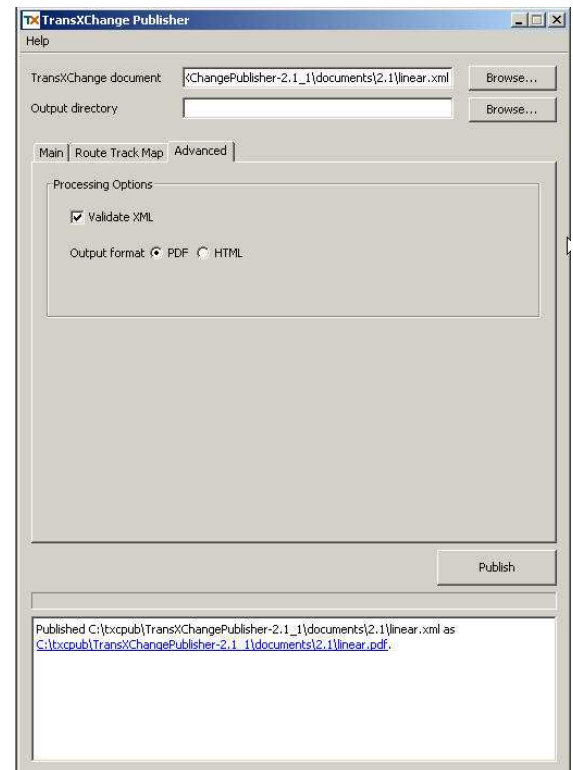 TX TransXChange Publisher
Help
TransXChange document KChangePublisher-2.1_1\documents\2.1\linear.xml Browse...
Output directory Browse...
Main Route Track Map Advanced
Processing Options
Validate XML
Output format PDF HTML
Publish
Published C:\txcpub\TransXChangePublisher-2.1_1\documents\2.1\linear.xml as
C:\txcpub\TransXChangePublisher-2.1_1\documents\2.1\linear.pdf.